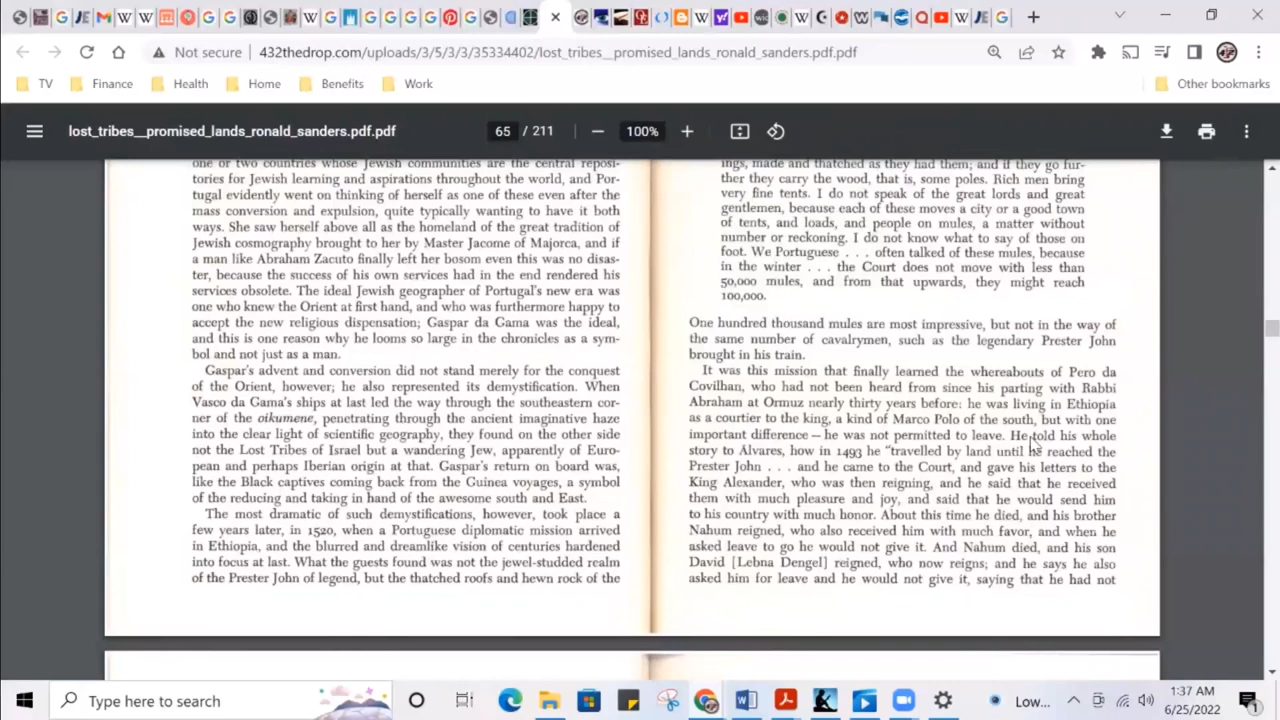 Not secure
432thedrop.com/uploads/3/5/3/3/35334402/lost_tribes__promised_lands_ronald_sanders.pdf.pdf
TV
Finance
Health
Home
Benefits
Work
Other bookmarks
lost_tribes__promised_lands_ronald_sanders.pdf.pdf
65 / 211
100%
one or two countries whose Jewish communities are the central reposi-
tories for Jewish learning and aspirations throughout the world, and Por-
tugal evidently went on thinking of herself as one of these even after the
mass conversion and expulsion, quite typically wanting to have it both
ways. She saw herself above all as the homeland of the great tradition of
Jewish cosmography brought to her by Master Jacome of Majorca, and if
a man like Abraham Zacuto finally left her bosom even this was no disas-
ter, because the success of his own services had in the end rendered his
services obsolete. The ideal Jewish geographer of Portugal's new era was
one who knew the Orient at first hand, and who was furthermore happy to
accept the new religious dispensation; Gaspar da Gama was the ideal,
and this is one reason why he looms so large in the chronicles as a sym-
bol and not just as a man.
Gaspar's advent and conversion did not stand merely for the conquest
of the Orient, however; he also represented its demystification. When
Vasco da Gama's ships at last led the way through the southeastern cor-
ner of the oikumene, penetrating through the ancient imaginative haze
into the clear light of scientific geography, they found on the other side
not the Lost Tribes of Israel but a wandering Jew, apparently of Euro-
pean and perhaps Iberian origin at that. Gaspar's return on board was,
like the Black captives coming back from the Guinea voyages, a symbol
of the reducing and taking in hand of the awesome south and East.
The most dramatic of such demystifications, however, took place a
few years later, in 1520, when a Portuguese diplomatic mission arrived
in Ethiopia, and the blurred and dreamlike vision of centuries hardened
into focus at last. What the guests found was not the jewel-studded realm
of the Prester John of legend, but the thatched roofs and hewn rock of the
ings, made and thatched as they had them; and if they go fur-
ther they carry the wood, that is, some poles. Rich men bring
very fine tents. I do not speak of the great lords and great
gentlemen, because each of these moves a city or a good town
of tents, and loads, and people on mules, a matter without
number or reckoning. I do not know what to say of those on
foot. We Portuguese . . . often talked of these mules, because
in the winter . . . the Court does not move with less than
50,000 mules, and from that upwards, they might reach
100,000.
One hundred thousand mules are most impressive, but not in the way of
the same number of cavalrymen, such as the legendary Prester John
brought in his train.
It was this mission that finally learned the whereabouts of Pero da
Covilhan, who had not been heard from since his parting with Rabbi
Abraham at Ormuz nearly thirty years before: he was living in Ethiopia
as a courtier to the king, a kind of Marco Polo of the south, but with one
important difference — he was not permitted to leave. He told his whole
story to Alvares, how in 1493 he "travelled by land until he reached the
Prester John . . . and he came to the Court, and gave his letters to the
King Alexander, who was then reigning, and he said that he received
them with much pleasure and joy, and said that he would send him
to his country with much honor. About this time he died, and his brother
Nahum reigned, who also received him with much favor, and when he
asked leave to go he would not give it. And Nahum died, and his son
David [Lebna Dengel] reigned, who now reigns; and he says he also
asked him for leave and he would not give it, saying that he had not
Type here to search
Low...
1:37 AM
6/25/2022